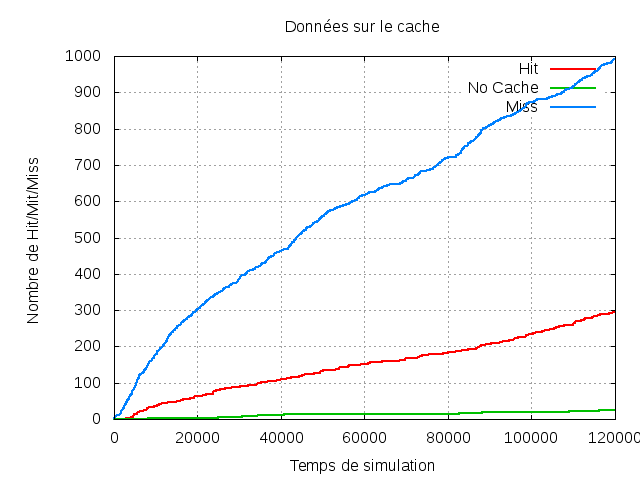 Données sur le cache
1000
900
800
700
600
500
400
300
200
100
0
Nombre de Hit/Mit/Miss
Hit
No Cache
Miss
0 20000 40000 60000 80000 100000 120000
Temps de simulation